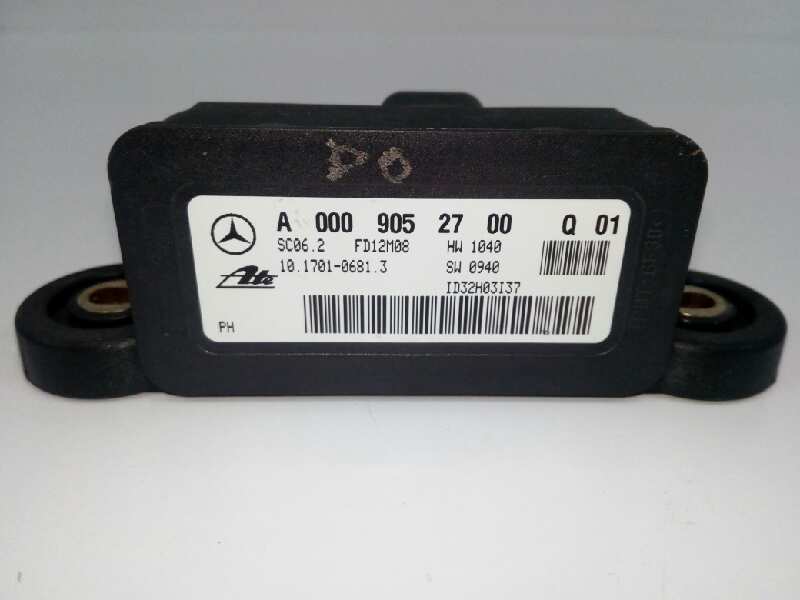 PO
A 000 905 27 00 Q 01
SC06.2 FD12M08 HW 1040
Ate 10.1701-0681.3 SW 0940
ID32H03I37
PH